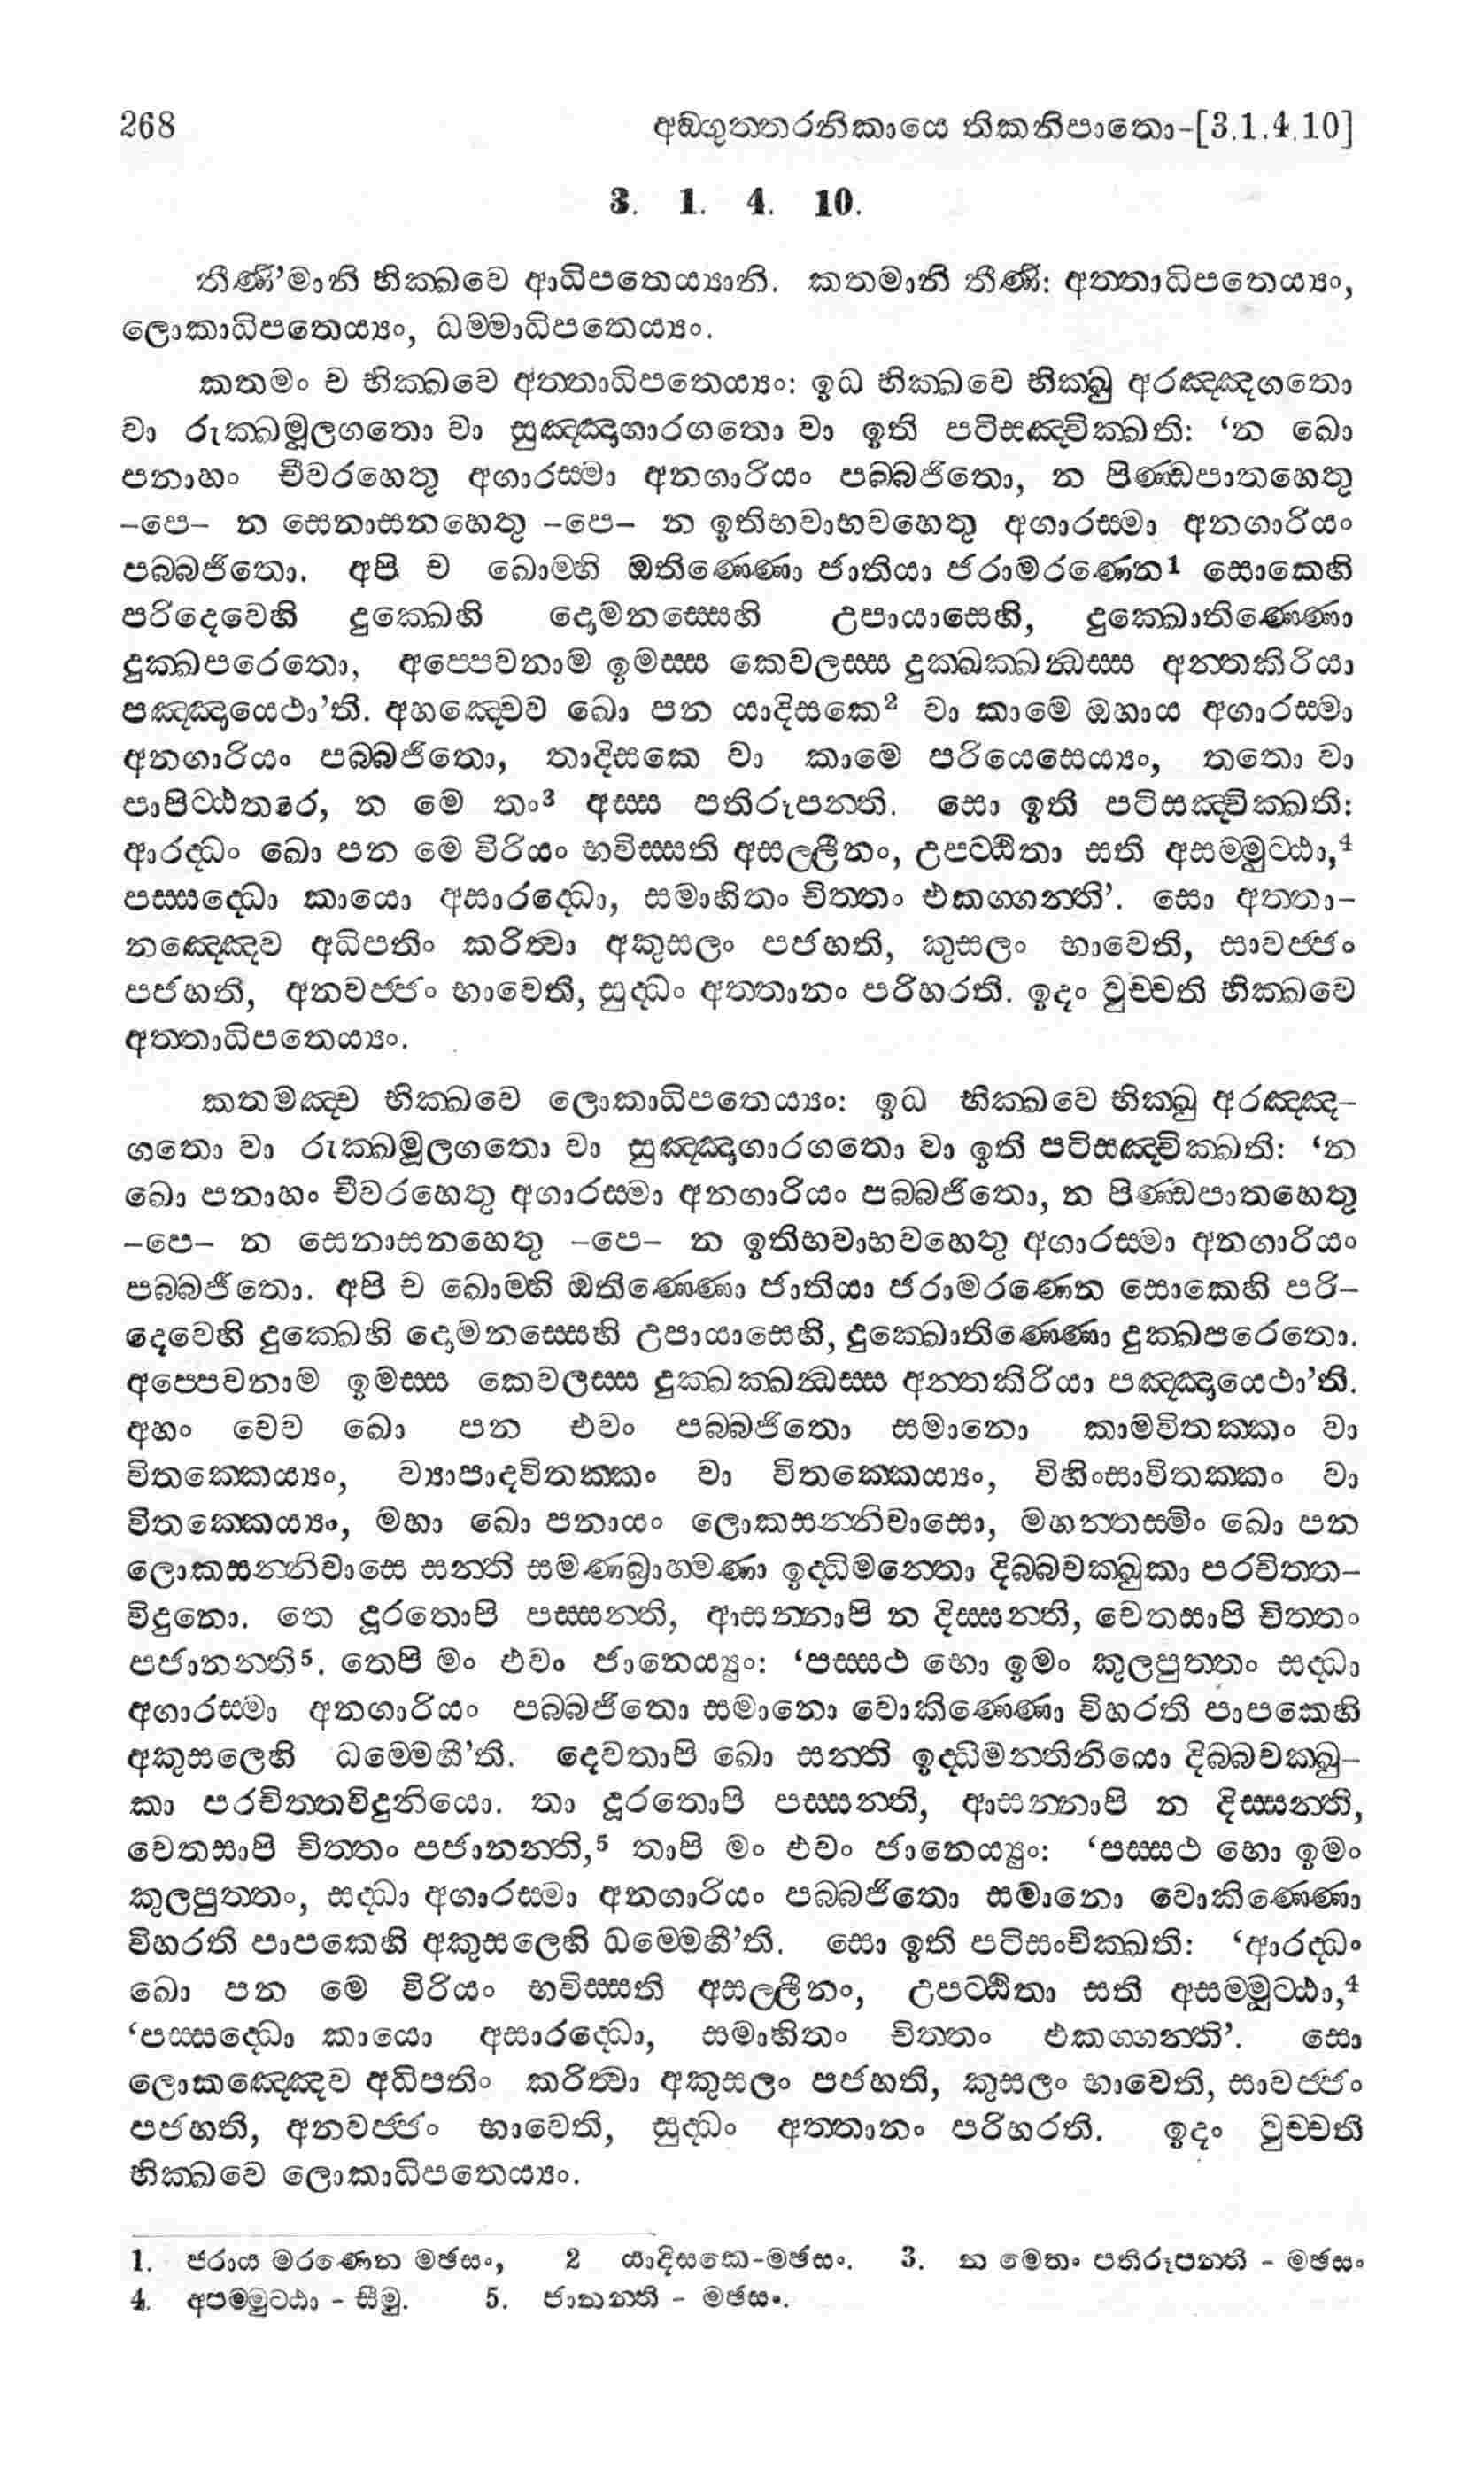 268 අඞ්ගුත්තරනිකායෙ තිකනිපාතො-[3.1.4.10]
3. 1. 4. 10.
තීණි’මානි භික්ඛවෙ ආධිපතෙය්‍යානි. කතමානි තීණි: අත්තාධිපතෙය්‍යං,
ලොකාධිපතෙය්‍යං, ධම්මාධිපතෙය්‍යං.
කතමං ච භික්ඛවෙ අත්තාධිපතෙය්‍යං: ඉධ භික්ඛවෙ භික්ඛු අරඤ්ඤගතො
වා රුක්ඛමූලගතො වා සුඤ්ඤාගාරගතො වා ඉති පටිසඤ්චික්ඛති: ‘න ඛො
පනාහං චීවරහෙතු අගාරස්මා අනගාරියං පබ්බජිතො, න පිණ්ඩපාතහෙතු
–පෙ– න සෙනාසනහෙතු –පෙ– න ඉතිභවාභවහෙතු අගාරස්මා අනගාරියං
පබ්බජිතො. අපි ච ඛොම්හි ඔතිණ්ණො ජාතියා ජරාමරණෙන1 සොකෙහි
පරිදෙවෙහි දුක්ඛෙහි දොමනස්සෙහි උපායාසෙහි, දුක්ඛොතිණ්ණො
දුක්ඛපරෙතො, අප්පෙවනාම ඉමස්ස කෙවලස්ස දුක්ඛක්ඛන්ධස්ස අන්තකිරියා
පඤ්ඤායෙථා’ති. අහඤ්චෙව ඛො පන යාදිසකෙ2 වා කාමෙ ඔහාය අගාරස්මා
අනගාරියං පබ්බජිතො, තාදිසකෙ වා කාමෙ පරියෙසෙය්‍යං, තතො වා
පාපිට්ඨතරෙ, න මෙ තං3 අස්ස පතිරූපන්ති. සො ඉති පටිසඤ්චික්ඛති:
ආරද්ධං ඛො පන මෙ විරියං භවිස්සති අසල්ලීනං, උපට්ඨිතා සති අසම්මුට්ඨා,4
පස්සද්ධො කායො අසාරද්ධො, සමාහිතං චිත්තං එකග්ගන්ති’. සො අත්තා-
නඤ්ඤෙව අධිපතිං කරිත්වා අකුසලං පජහති, කුසලං භාවෙති, සාවජ්ජං
පජහති, අනවජ්ජං භාවෙති, සුද්ධං අත්තානං පරිහරති. ඉදං වුච්චති භික්ඛවෙ
අත්තාධිපතෙය්‍යං.
කතමඤ්ච භික්ඛවෙ ලොකාධිපතෙය්‍යං: ඉධ භික්ඛවෙ භික්ඛු අරඤ්ඤ-
ගතො වා රුක්ඛමූලගතො වා සුඤ්ඤාගාරගතො වා ඉති පටිසඤ්චික්ඛති: ‘න
ඛො පනාහං චීවරහෙතු අගාරස්මා අනගාරියං පබ්බජිතො, න පිණ්ඩපාතහෙතු
–පෙ– න සෙනාසනහෙතු –පෙ– න ඉතිභවාභවහෙතු අගාරස්මා අනගාරියං
පබ්බජිතො. අපි ච ඛොම්හි ඔතිණ්ණො ජාතියා ජරාමරණෙන සොකෙහි පරි-
දෙවෙහි දුක්ඛෙහි දොමනස්සෙහි උපායාසෙහි, දුක්ඛොතිණ්ණො දුක්ඛපරෙතො.
අප්පෙවනාම ඉමස්ස කෙවලස්ස දුක්ඛක්ඛන්ධස්ස අන්තකිරියා පඤ්ඤායෙථා’ති.
අහං චෙව ඛො පන එවං පබ්බජිතො සමානො කාමවිතක්කං වා
විතක්කෙය්‍යං, ව්‍යාපාදවිතක්කං වා විතක්කෙය්‍යං, විහිංසාවිතක්කං වා
විතක්කෙය්‍යං, මහා ඛො පනායං ලොකසන්නිවාසො, මහන්තස්මිං ඛො පන
ලොකසන්නිවාසෙ සන්ති සමණබ්‍රාහ්මණා ඉද්ධිමන්තො දිබ්බචක්ඛුකා පරචිත්ත-
විදුනො. තෙ දූරතොපි පස්සන්ති, ආසන්නාපි න දිස්සන්ති, චෙතසාපි චිත්තං
පජානන්ති5. තෙපි මං එවං ජානෙය්‍යුං: ‘පස්සථ භො ඉමං කුලපුත්තං සද්ධා
අගාරස්මා අනගාරියං පබ්බජිතො සමානො වොකිණ්ණො විහරති පාපකෙහි
අකුසලෙහි ධම්මෙහී’ති. දෙවතාපි ඛො සන්ති ඉද්ධිමන්තිනියො දිබ්බචක්ඛු-
කා පරචිත්තවිදුනියො. තා දූරතොපි පස්සන්ති, ආසන්නාපි න දිස්සන්ති,
චෙතසාපි චිත්තං පජානන්ති,5 තාපි මං එවං ජානෙය්‍යුං: ‘පස්සථ භො ඉමං
කුලපුත්තං, සද්ධා අගාරස්මා අනගාරියං පබ්බජිතො සමානො වොකිණ්ණො
විහරති පාපකෙහි අකුසලෙහි ධම්මෙහී’ති. සො ඉති පටිසංචික්ඛති: ‘ආරද්ධං
ඛො පන මෙ විරියං භවිස්සති අසල්ලීනං, උපට්ඨිතා සති අසම්මුට්ඨා,4
‘පස්සද්ධො කායො අසාරද්ධො, සමාහිතං චිත්තං එකග්ගන්ති’. සො
ලොකඤ්ඤෙව අධිපතිං කරිත්වා අකුසලං පජහති, කුසලං භාවෙති, සාවජ්ජං
පජහති, අනවජ්ජං භාවෙති, සුද්ධං අත්තානං පරිහරති. ඉදං වුච්චති
භික්ඛවෙ ලොකාධිපතෙය්‍යං.
1. ජරාය මරණෙන මඡසං, 2 යාදිසකෙ-මඡසං. 3. න මෙතං පතිරූපන්ති - මඡසං
4. අපම්මුට්ඨා - සීමු. 5. ජානන්ති - මඡසං.